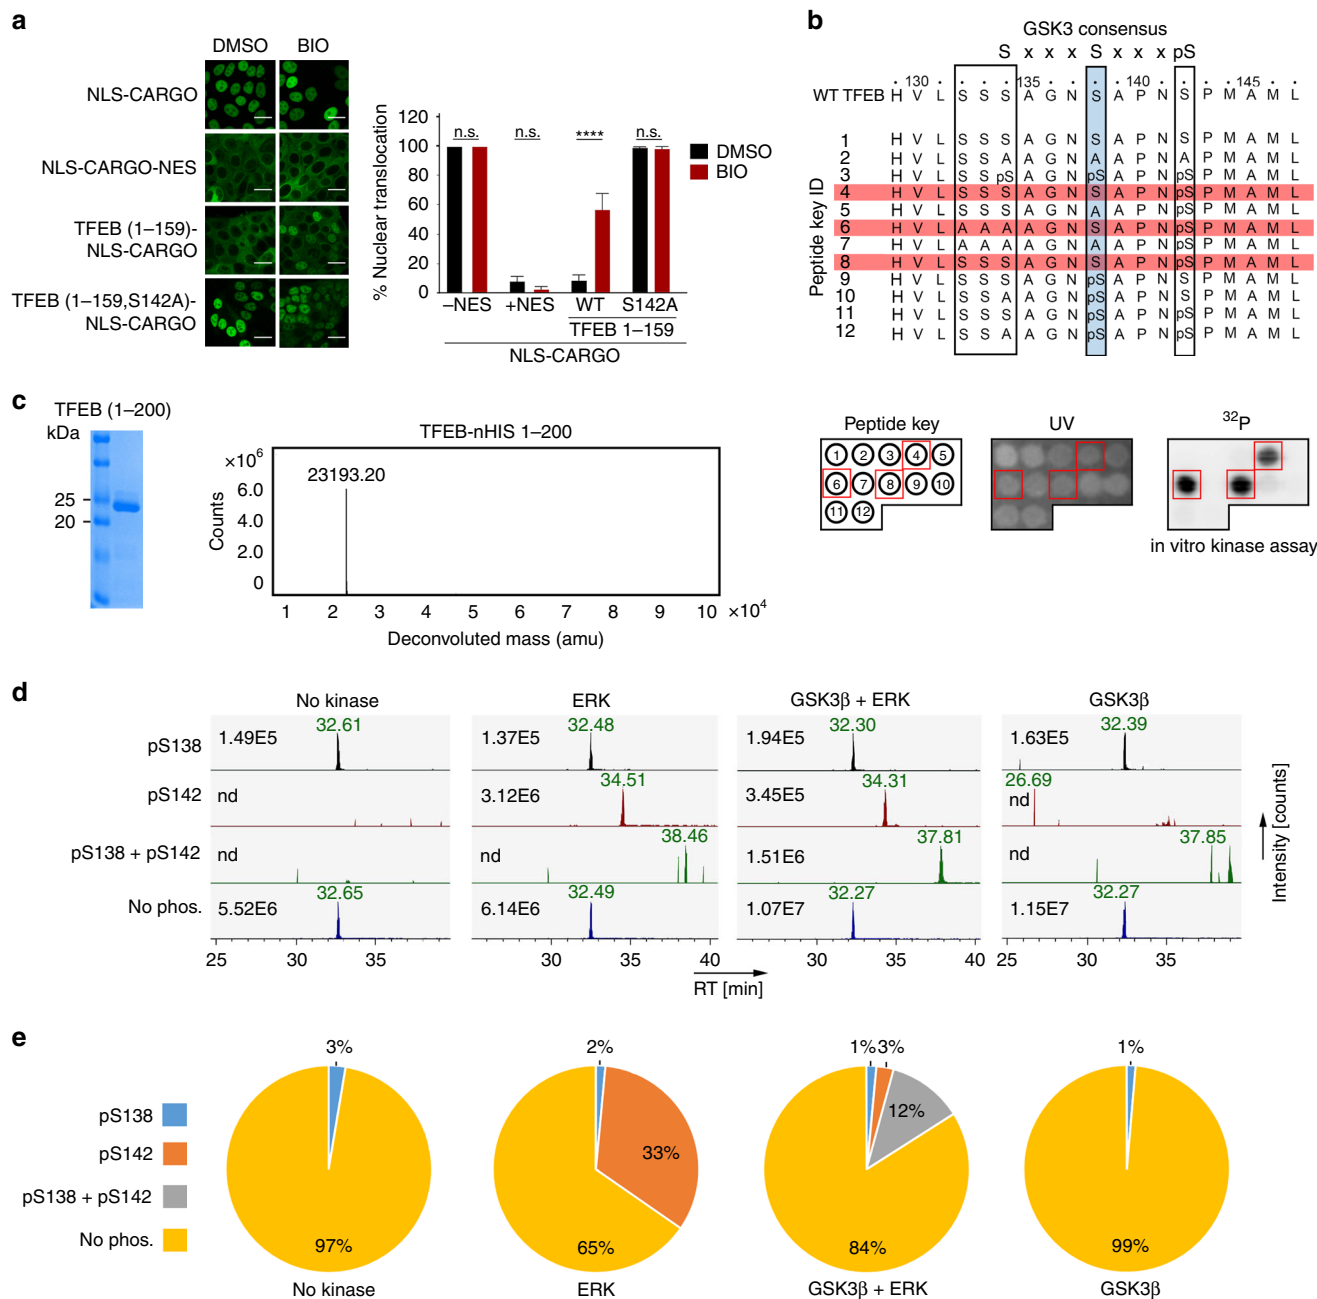 a
DMSO BIO
NLS-CARGO
NLS-CARGO-NES
TFEB (1–159)-
NLS-CARGO
TFEB (1–159,S142A)-
NLS-CARGO
% Nuclear translocation
120
100
80
60
40
20
0
n.s. n.s. **** n.s.
DMSO
BIO
–NES +NES WT S142A
TFEB 1–159
NLS-CARGO
b
GSK3 consensus
S x x x S x x x pS
130 135 140 145
WT TFEB H V L S S S A G N S A P N S P M A M L
Peptide key ID
1 H V L S S S A G N S A P N S P M A M L
2 H V L S S A A G N A A P N A P M A M L
3 H V L S S pS A G N pS A P N pS P M A M L
4 H V L S S S A G N S A P N pS P M A M L
5 H V L S S S A G N A A P N pS P M A M L
6 H V L A A A A G N S A P N pS P M A M L
7 H V L A A A A G N A A P N pS P M A M L
8 H V L S S S A G N S A P N pS P M A M L
9 H V L S S S A G N pS A P N S P M A M L
10 H V L S S A A G N pS A P N S P M A M L
11 H V L S S S A G N pS A P N pS P M A M L
12 H V L S S A A G N pS A P N pS P M A M L
Peptide key
1 2 3 4 5
6 7 8 9 10
11 12
UV
32P
in vitro kinase assay
c
TFEB (1–200)
kDa
25
20
TFEB-nHIS 1–200
×10⁶
6.0
4.0
2.0
0
Counts
23193.20
1 2 3 4 5 6 7 8 9 10 ×10⁴
Deconvoluted mass (amu)
d
No kinase ERK GSK3β + ERK GSK3β
pS138 1.49E5 32.61 1.37E5 32.48 1.94E5 32.30 1.63E5 32.39
pS142 nd 3.12E6 34.51 3.45E5 34.31 nd 26.69
pS138 + pS142 nd nd 38.46 1.51E6 37.81 nd 37.85
No phos. 5.52E6 32.65 6.14E6 32.49 1.07E7 32.27 1.15E7 32.27
25 30 35 30 35 40 30 35 40 25 30 35
RT [min]
Intensity [counts]
e
pS138
pS142
pS138 + pS142
No phos.
3%
97%
No kinase
2%
33%
65%
ERK
1% 3%
12%
84%
GSK3β + ERK
1%
99%
GSK3β